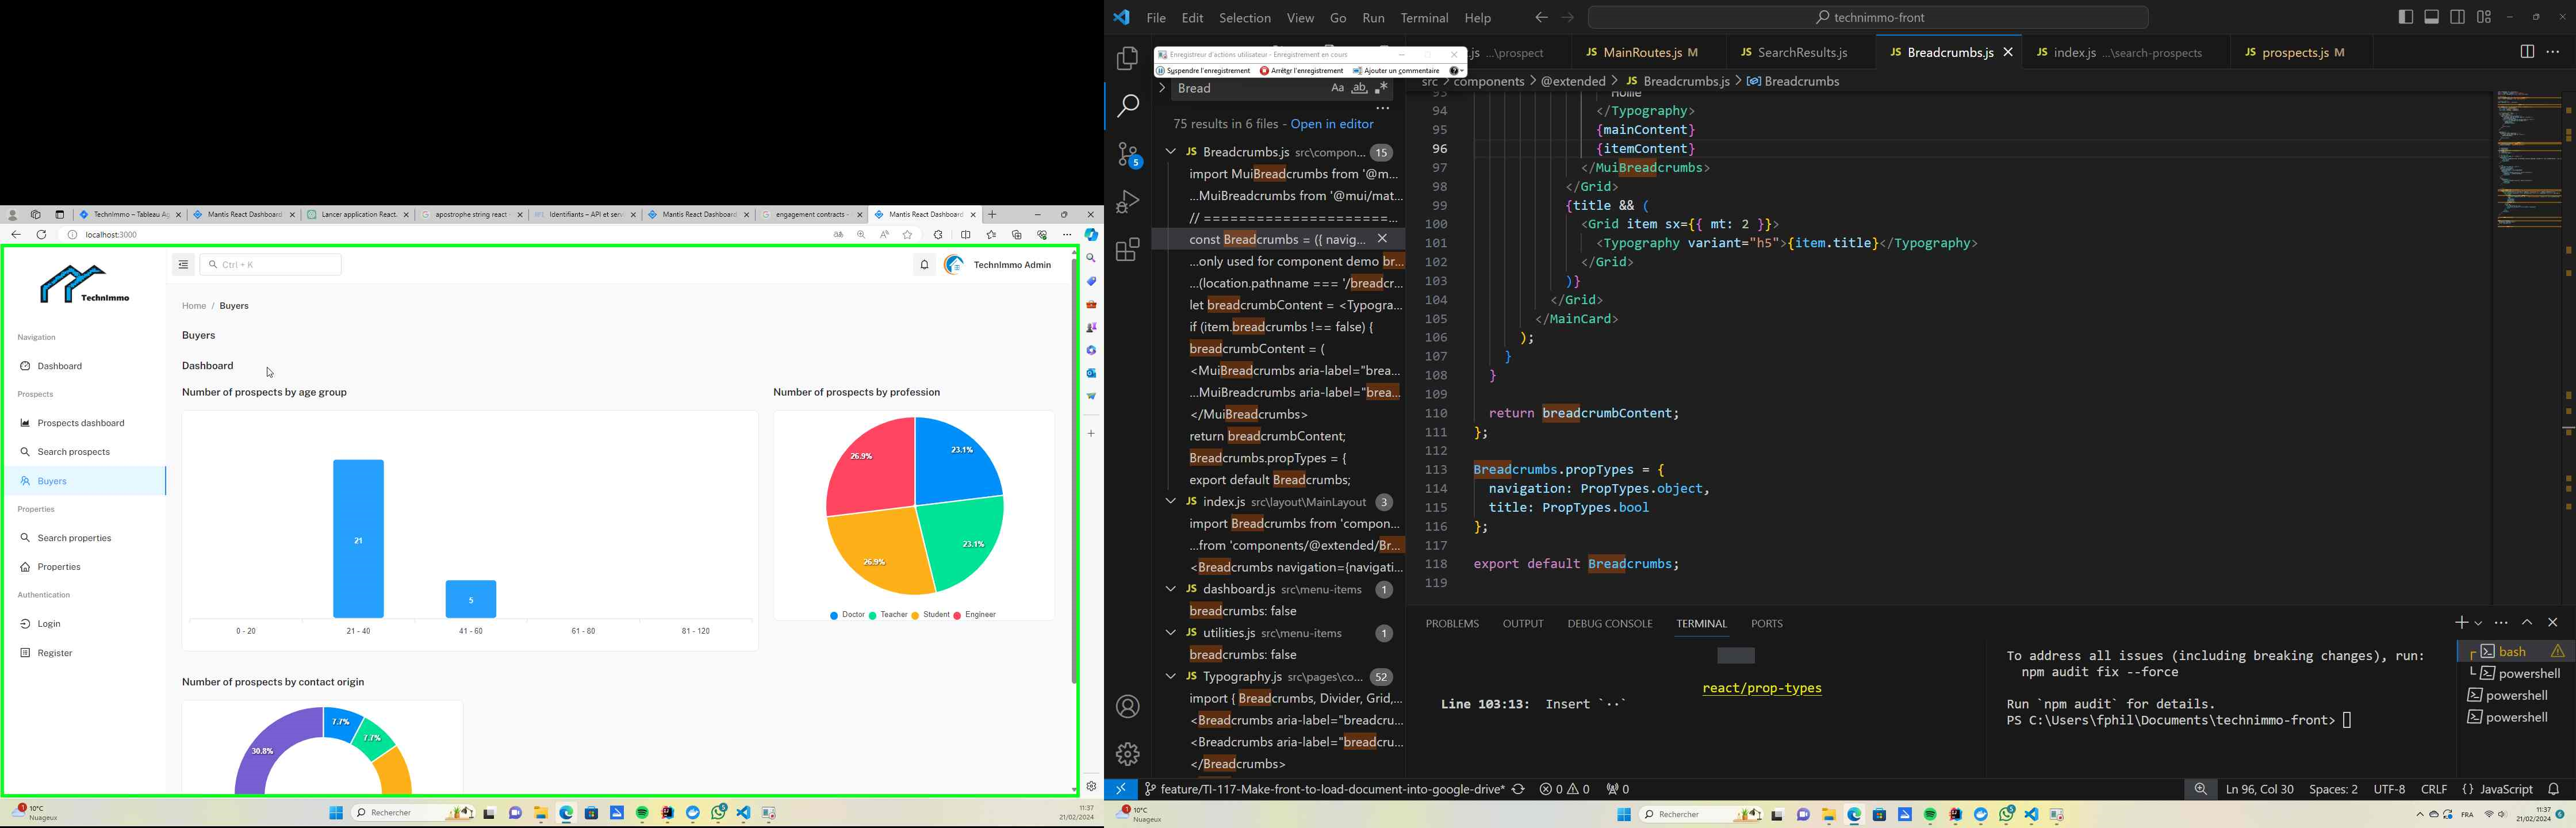 TechnImmo – Tableau Ag
Mantis React Dashboard
Lancer application React.
apostrophe string react
Identifiants – API et serv
Mantis React Dashboard
engagement contracts -
Mantis React Dashboard
localhost:3000
TechnImmo
Ctrl + K
TechnImmo Admin
Home / Buyers
Buyers
Dashboard
Navigation
Dashboard
Prospects
Prospects dashboard
Search prospects
Buyers
Properties
Search properties
Properties
Authentication
Login
Register
Number of prospects by age group
21
5
0 - 20
21 - 40
41 - 60
61 - 80
81 - 120
Number of prospects by profession
26.9%
23.1%
26.9%
23.1%
Doctor Teacher Student Engineer
Number of prospects by contact origin
7.7%
7.7%
30.8%
1
10°C
Nuageux
Rechercher
11:37
21/02/2024
File Edit Selection View Go Run Terminal Help
technimmo-front
Enregistreur d'actions utilisateur - Enregistrement en cours
Suspendre l'enregistrement
Arrêter l'enregistrement
Ajouter un commentaire
JS ...\prospect
JS MainRoutes.js M
JS SearchResults.js
JS Breadcrumbs.js
JS index.js ...\search-prospects
JS prospects.js M
src > components > @extended > JS Breadcrumbs.js > Breadcrumbs
Bread
Aa ab
75 results in 6 files - Open in editor
5
JS Breadcrumbs.js src\compon... 15
import MuiBreadcrumbs from '@m...
...MuiBreadcrumbs from '@mui/mat...
// ======================...
const Breadcrumbs = ({ navig...
...only used for component demo br...
...(location.pathname === '/breadcr...
let breadcrumbContent = <Typogra...
if (item.breadcrumbs !== false) {
breadcrumbContent = (
<MuiBreadcrumbs aria-label="brea...
...MuiBreadcrumbs aria-label="brea...
</MuiBreadcrumbs>
return breadcrumbContent;
Breadcrumbs.propTypes = {
export default Breadcrumbs;
JS index.js src\layout\MainLayout 3
import Breadcrumbs from 'compon...
...from 'components/@extended/Br...
<Breadcrumbs navigation={navigati...
JS dashboard.js src\menu-items 1
breadcrumbs: false
JS utilities.js src\menu-items 1
breadcrumbs: false
JS Typography.js src\pages\co... 52
import { Breadcrumbs, Divider, Grid,...
<Breadcrumbs aria-label="breadcru...
<Breadcrumbs aria-label="breadcru...
</Breadcrumbs>
93 Home
94 </Typography>
95 {mainContent}
96 {itemContent}
97 </MuiBreadcrumbs>
98 </Grid>
99 {title && (
100 <Grid item sx={{ mt: 2 }}>
101 <Typography variant="h5">{item.title}</Typography>
102 </Grid>
103 )}
104 </Grid>
105 </MainCard>
106 );
107 }
108 }
109
110 return breadcrumbContent;
111 };
112
113 Breadcrumbs.propTypes = {
114 navigation: PropTypes.object,
115 title: PropTypes.bool
116 };
117
118 export default Breadcrumbs;
119
PROBLEMS OUTPUT DEBUG CONSOLE TERMINAL PORTS
react/prop-types
Line 103:13: Insert `··`
To address all issues (including breaking changes), run:
npm audit fix --force
Run `npm audit` for details.
PS C:\Users\fphil\Documents\technimmo-front>
bash
powershell
powershell
powershell
feature/TI-117-Make-front-to-load-document-into-google-drive* 0 0 0
Ln 96, Col 30 Spaces: 2 UTF-8 CRLF {} JavaScript
1
10°C
Nuageux
Rechercher
FRA
11:37
21/02/2024